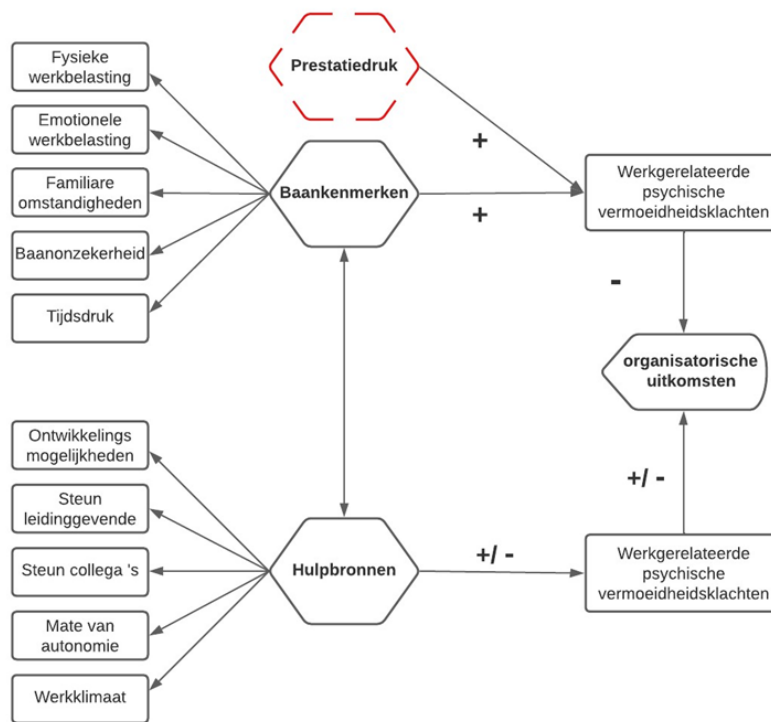 Fysieke
werkbelasting
Emotionele
werkbelasting
Familiare
omstandigheden
Baanonzekerheid
Tijdsdruk
Prestatiedruk
Baankenmerken
+
+
Werkgerelateerde
psychische
vermoeidheidsklachten
-
organisatorische
uitkomsten
+/ -
Ontwikkelings
mogelijkheden
Steun
leidinggevende
Steun collega 's
Mate van
autonomie
Werkklimaat
Hulpbronnen
+/ -
Werkgerelateerde
psychische
vermoeidheidsklachten